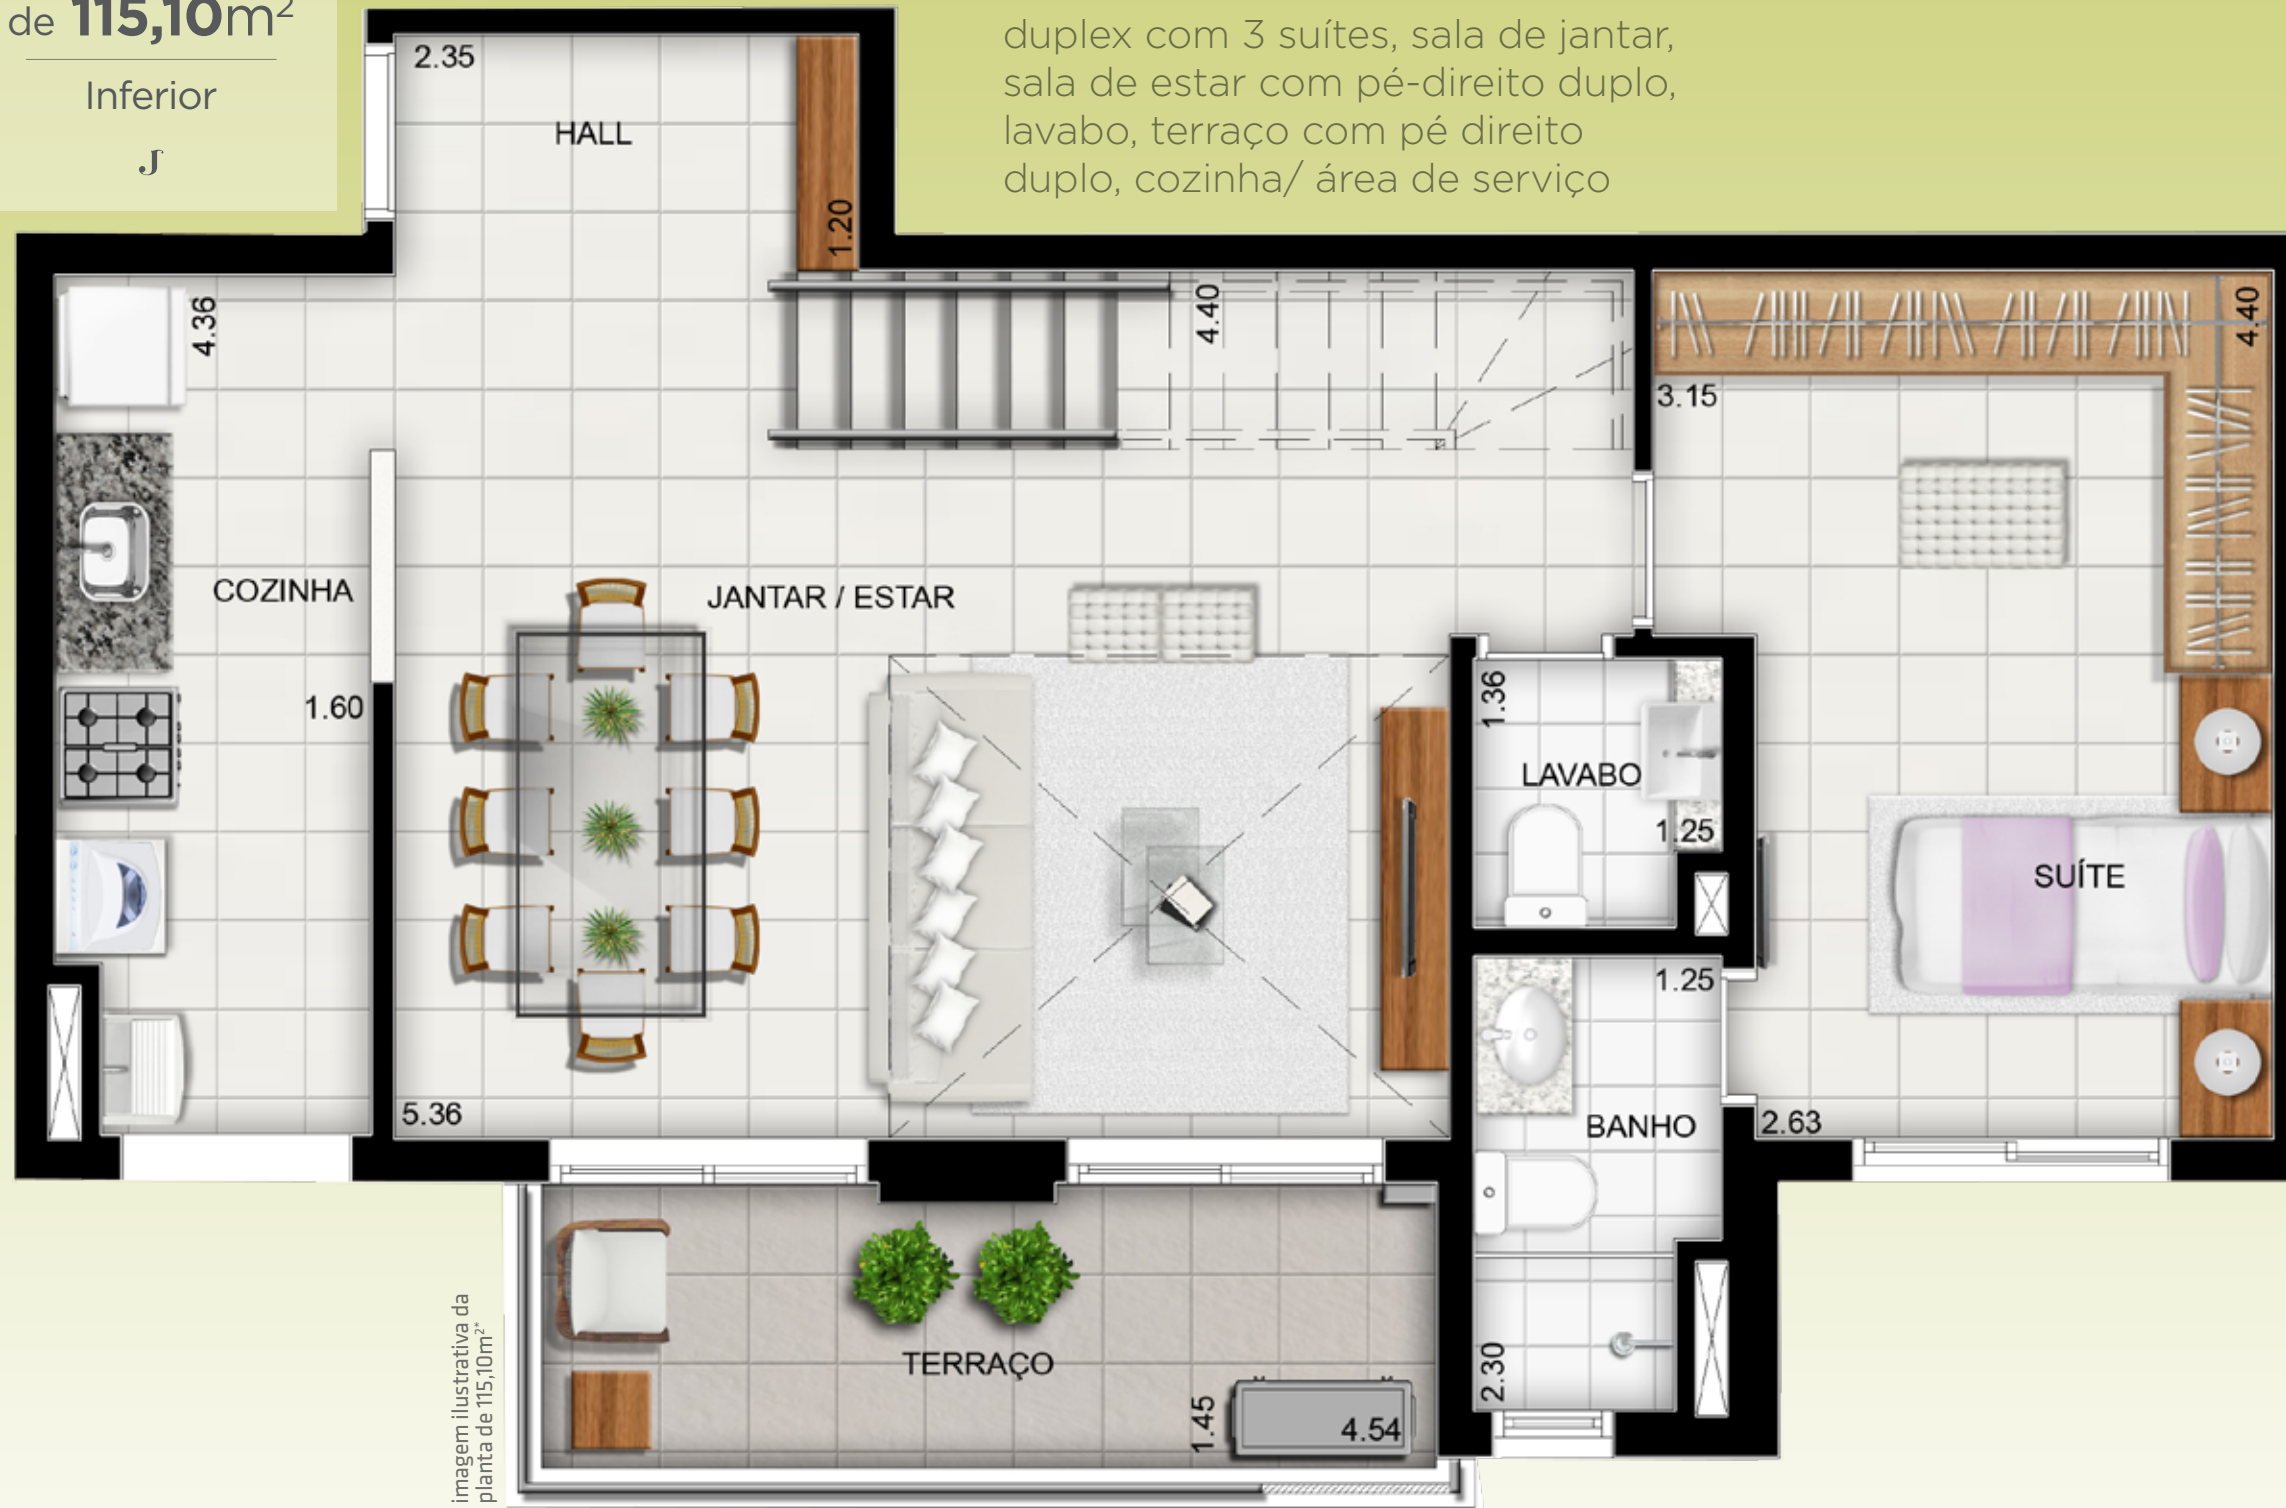 de 115,10m²
Inferior
duplex com 3 suítes, sala de jantar,
sala de estar com pé-direito duplo,
lavabo, terraço com pé direito
duplo, cozinha/ área de serviço
2.35
HALL
1.20
4.36
4.40
4.40
3.15
COZINHA
JANTAR / ESTAR
1.60
1.36
LAVABO
1.25
SUÍTE
1.25
5.36
BANHO
2.63
TERRAÇO
2.30
1.45
4.54
imagem ilustrativa da
planta de 115,10m²*